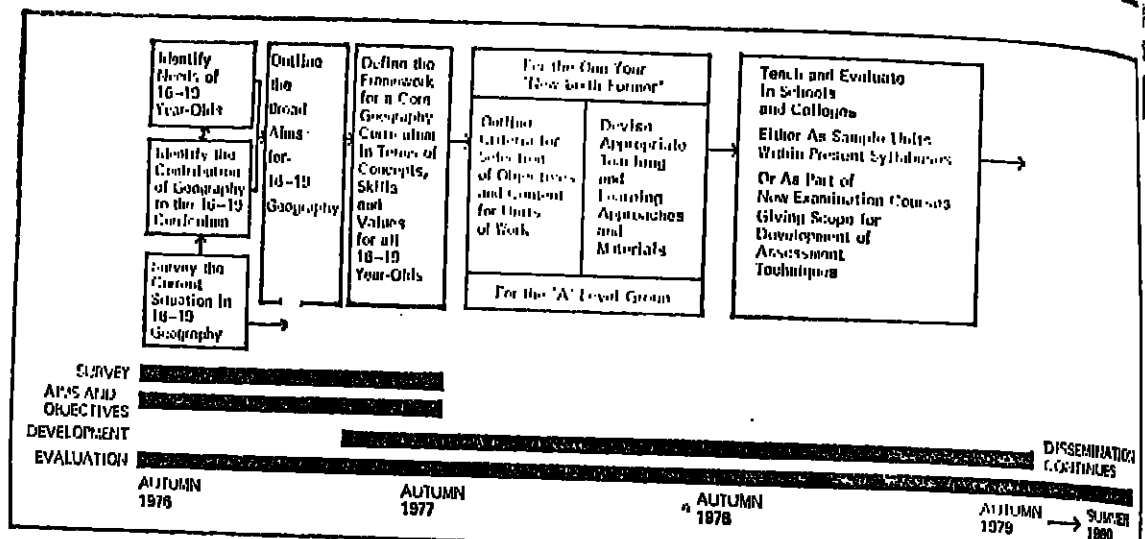 Identify
Needs of
16-19
Year-Olds
Identify the
Contribution
of Geography
to the 16-19
Curriculum
Survey the
Current
Situation in
16-19
Geography
Outline
the
Broad
Aims
for
16-19
Geography
Define the
Framework
for a Core
Geography
Curriculum
In Terms of
Concepts,
Skills
and
Values
for all
16-19
Year-Olds
For the One Year
"New Sixth Former"
Outline
Criteria for
Selection
of Objectives
and Content
for Units
of Work
Devise
Appropriate
Teaching
and
Learning
Approaches
and
Materials
For the 'A' Level Group
Teach and Evaluate
In Schools
and Colleges
Either As Sample Units
Within Present Syllabuses
Or As Part of
New Examination Courses
Giving Scope for
Development of
Assessment
Techniques
SURVEY
AIMS AND
OBJECTIVES
DEVELOPMENT
EVALUATION
DISSEMINATION
CONTINUES
AUTUMN
1976
AUTUMN
1977
AUTUMN
1978
AUTUMN
1979
SUMMER
1980